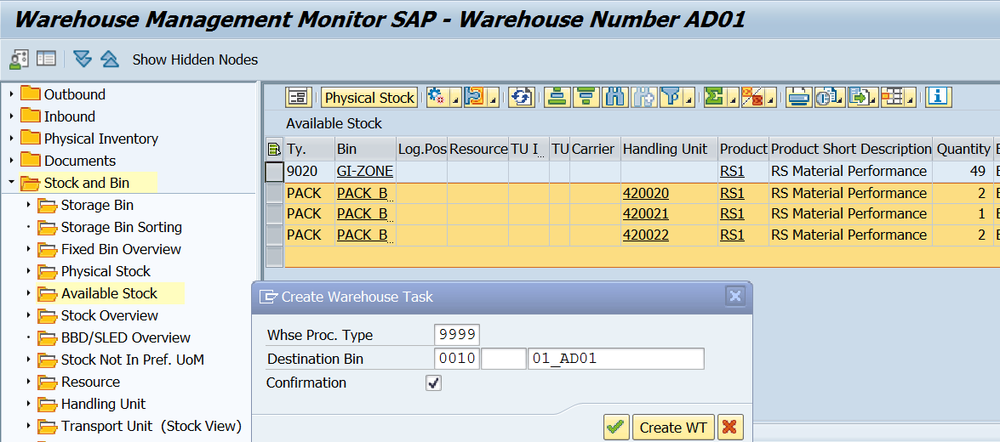 Warehouse Management Monitor SAP - Warehouse Number AD01
Show Hidden Nodes
Outbound
Inbound
Physical Inventory
Documents
Stock and Bin
Storage Bin
Storage Bin Sorting
Fixed Bin Overview
Physical Stock
Available Stock
Stock Overview
BBD/SLED Overview
Stock Not In Pref. UoM
Resource
Handling Unit
Transport Unit (Stock View)
Physical Stock
Available Stock
Ty. Bin Log.Pos Resource TU I... TU Carrier Handling Unit Product Product Short Description Quantity
9020 GI-ZONE RS1 RS Material Performance 49
PACK PACK_B... 420020 RS1 RS Material Performance 2
PACK PACK_B... 420021 RS1 RS Material Performance 1
PACK PACK_B... 420022 RS1 RS Material Performance 2
Create Warehouse Task
Whse Proc. Type 9999
Destination Bin 0010 01_AD01
Confirmation
Create WT